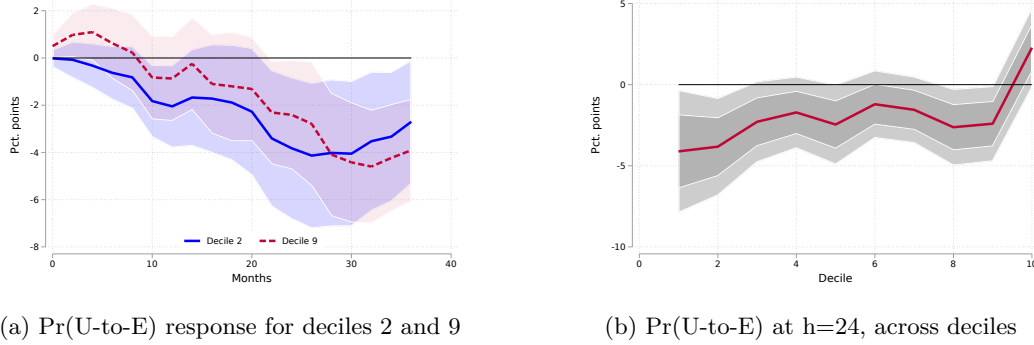 2
0
-2
-4
-6
-8
Pct. points
0
10
20
30
40
Months
Decile 2
Decile 9
(a) Pr(U-to-E) response for deciles 2 and 9
5
0
-5
-10
Pct. points
0
2
4
6
8
10
Decile
(b) Pr(U-to-E) at h=24, across deciles